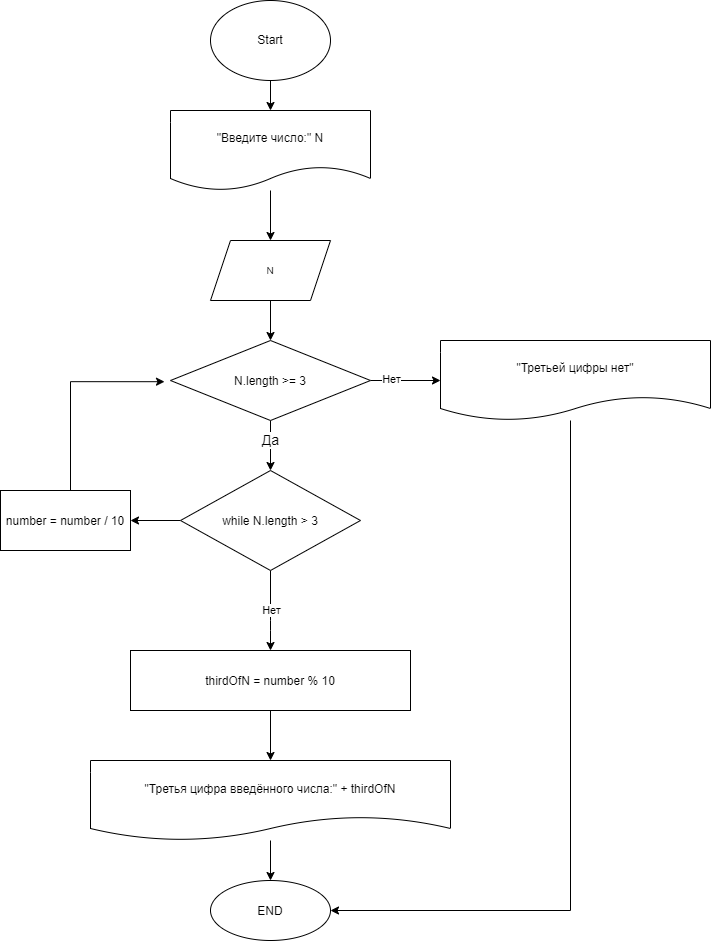 Start
"Введите число:" N
N
N.length >= 3
Нет
"Третьей цифры нет"
Да
number = number / 10
while N.length > 3
Нет
thirdOfN = number % 10
"Третья цифра введённого числа:" + thirdOfN
END